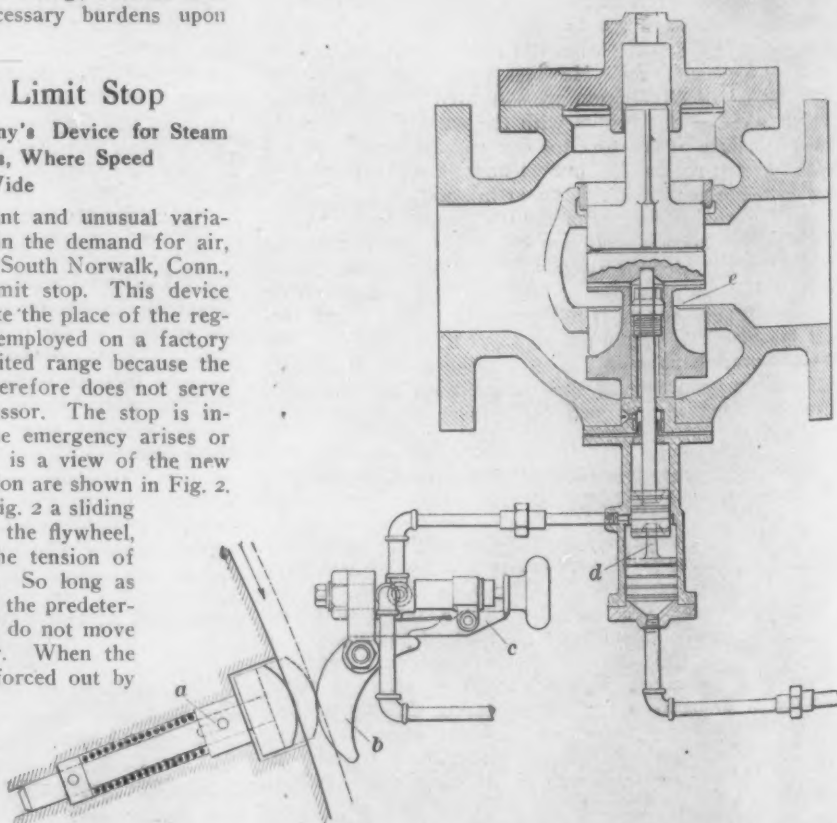 cessary burdens upon
Limit Stop
ny's Device for Steam
s, Where Speed
Vide
nt and unusual varia-
n the demand for air,
South Norwalk, Conn.,
mit stop. This device
te the place of the reg-
employed on a factory
ited range because the
erefore does not serve
ssor. The stop is in-
e emergency arises or
is a view of the new
on are shown in Fig. 2.
ig. 2 a sliding
the flywheel,
ne tension of
So long as
the predeter-
do not move
r. When the
forced out by
a
b
c
d
e